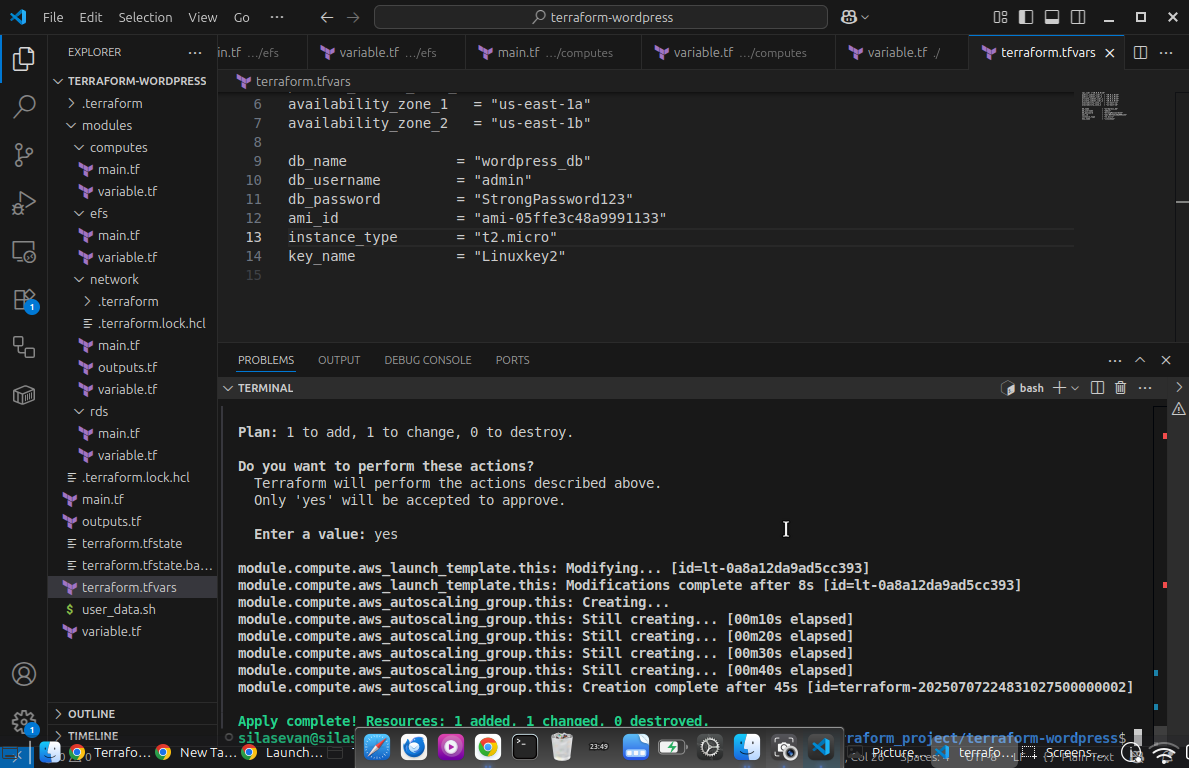 File Edit Selection View Go ··· terraform-wordpress
EXPLORER ···
in.tf .../efs variable.tf .../efs main.tf .../computes variable.tf .../computes variable.tf ./ terraform.tfvars
TERRAFORM-WORDPRESS
.terraform
modules
computes
main.tf
variable.tf
efs
main.tf
variable.tf
network
.terraform
.terraform.lock.hcl
main.tf
outputs.tf
variable.tf
rds
main.tf
variable.tf
.terraform.lock.hcl
main.tf
outputs.tf
terraform.tfstate
terraform.tfstate.ba...
terraform.tfvars
$ user_data.sh
variable.tf
OUTLINE
TIMELINE
1
1
terraform.tfvars
6 availability_zone_1 = "us-east-1a"
7 availability_zone_2 = "us-east-1b"
8
9 db_name = "wordpress_db"
10 db_username = "admin"
11 db_password = "StrongPassword123"
12 ami_id = "ami-05ffe3c48a9991133"
13 instance_type = "t2.micro"
14 key_name = "Linuxkey2"
15
PROBLEMS OUTPUT DEBUG CONSOLE PORTS
TERMINAL bash
Plan: 1 to add, 1 to change, 0 to destroy.
Do you want to perform these actions?
Terraform will perform the actions described above.
Only 'yes' will be accepted to approve.
Enter a value: yes
module.compute.aws_launch_template.this: Modifying... [id=lt-0a8a12da9ad5cc393]
module.compute.aws_launch_template.this: Modifications complete after 8s [id=lt-0a8a12da9ad5cc393]
module.compute.aws_autoscaling_group.this: Creating...
module.compute.aws_autoscaling_group.this: Still creating... [00m10s elapsed]
module.compute.aws_autoscaling_group.this: Still creating... [00m20s elapsed]
module.compute.aws_autoscaling_group.this: Still creating... [00m30s elapsed]
module.compute.aws_autoscaling_group.this: Still creating... [00m40s elapsed]
module.compute.aws_autoscaling_group.this: Creation complete after 45s [id=terraform-20250707224831027500000002]
Apply complete! Resources: 1 added, 1 changed, 0 destroyed.
silasevan@silas rraform_project/terraform-wordpress$
Terrafo... New Ta... Launch... 23:49 Picture... terrafo... Screens...